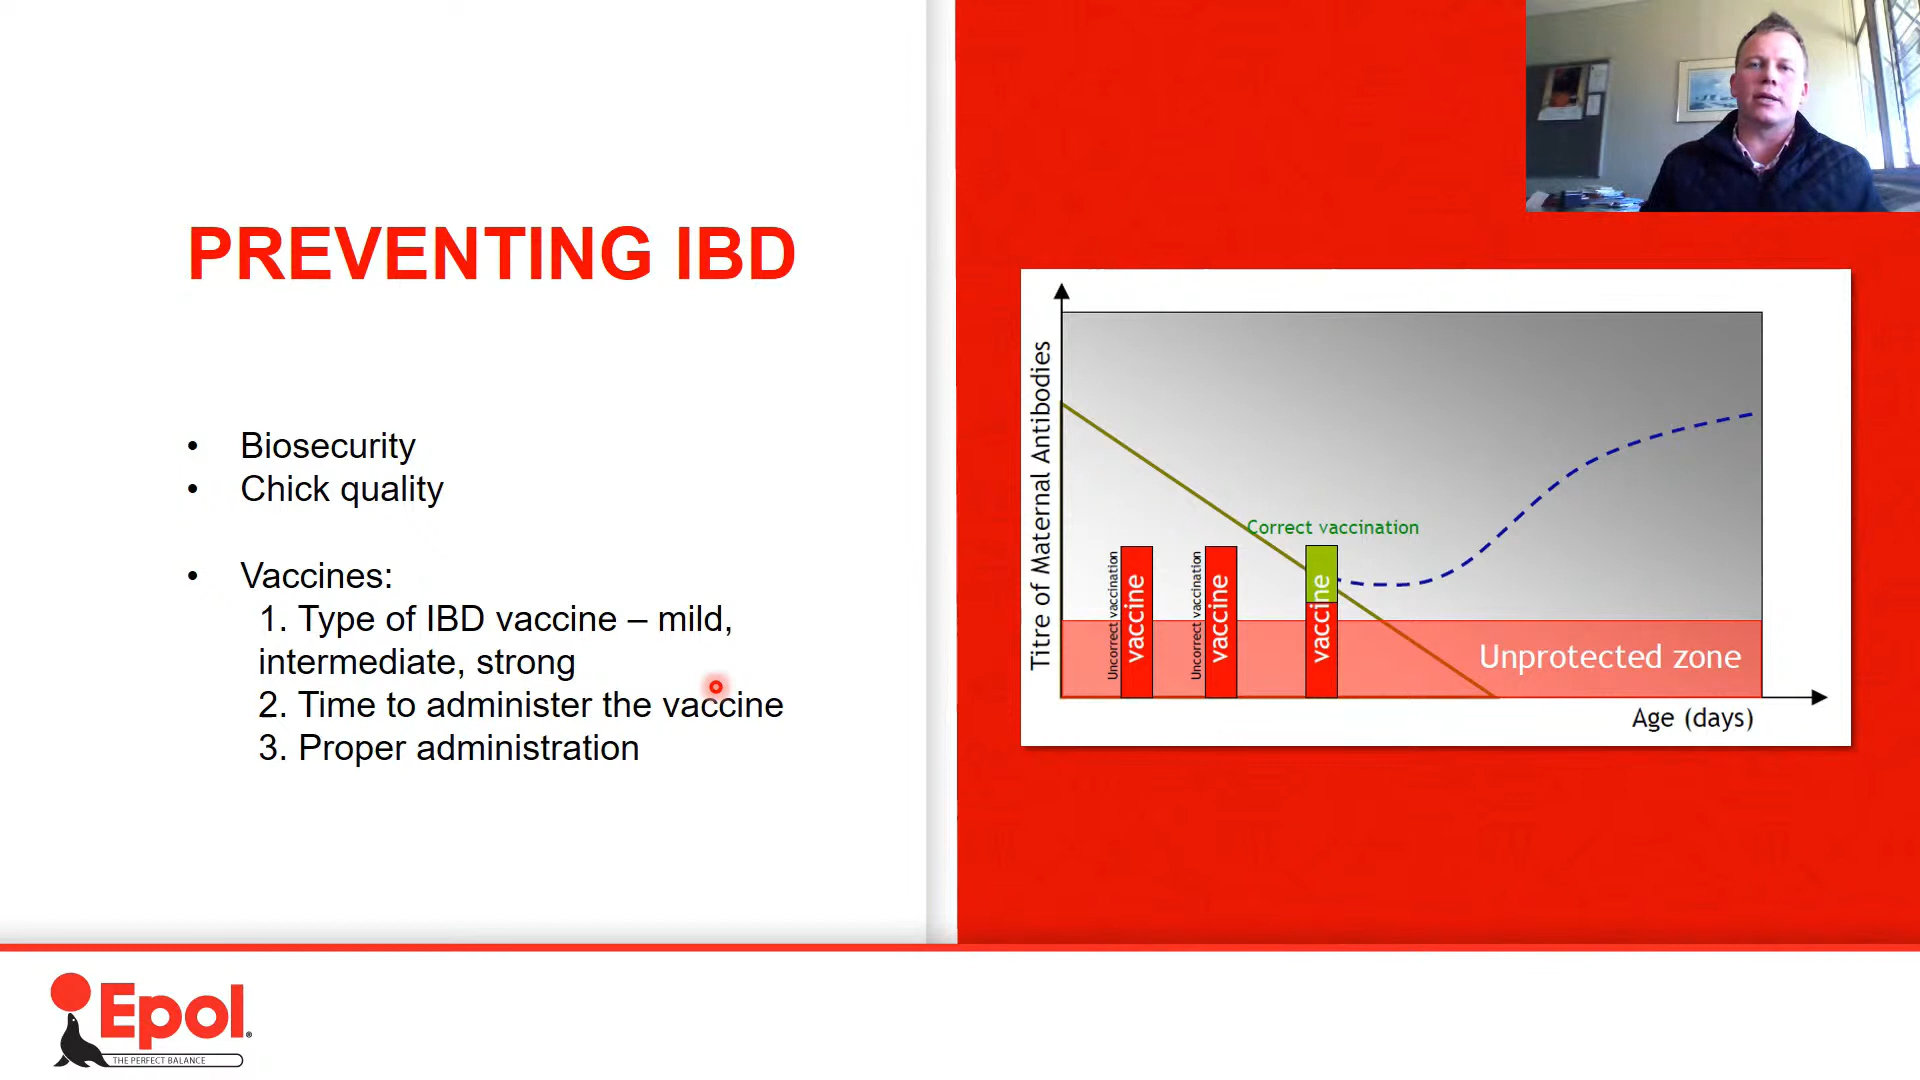 PREVENTING IBD
• Biosecurity
• Chick quality
• Vaccines:
1. Type of IBD vaccine – mild,
intermediate, strong
2. Time to administer the vaccine
3. Proper administration
Titre of Maternal Antibodies
Correct vaccination
Uncorrect vaccination
vaccine
Uncorrect vaccination
vaccine
vaccine
Unprotected zone
Age (days)
Epol®
THE PERFECT BALANCE